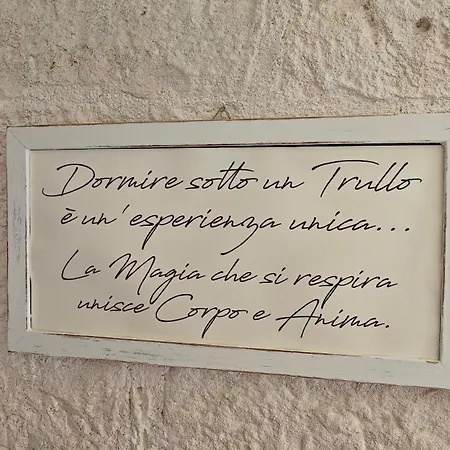 Dormire sotto un Trullo
è un'esperienza unica...
La Magia che si respira
unisce Corpo e Anima.